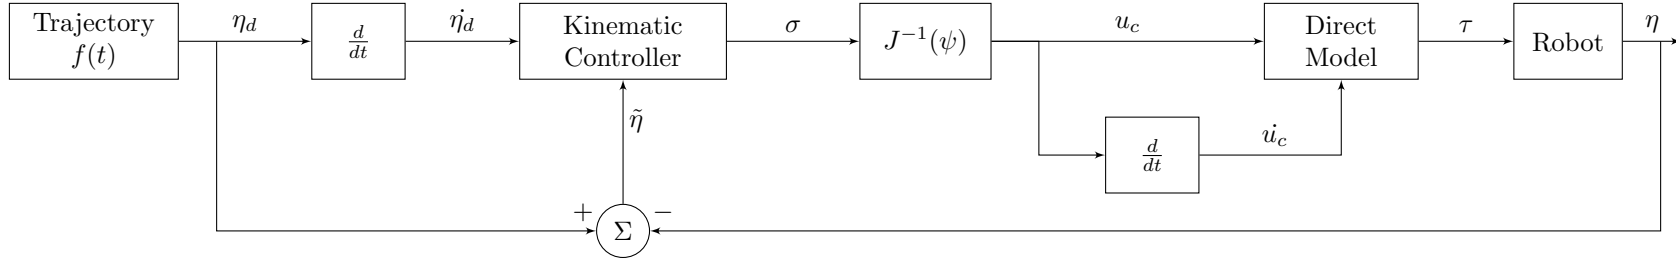 Trajectory
f(t)
η_d
d/dt
η̇_d
Kinematic
Controller
σ
J⁻¹(ψ)
u_c
Direct
Model
τ
Robot
η
η̃
d/dt
u̇_c
+
−
Σ